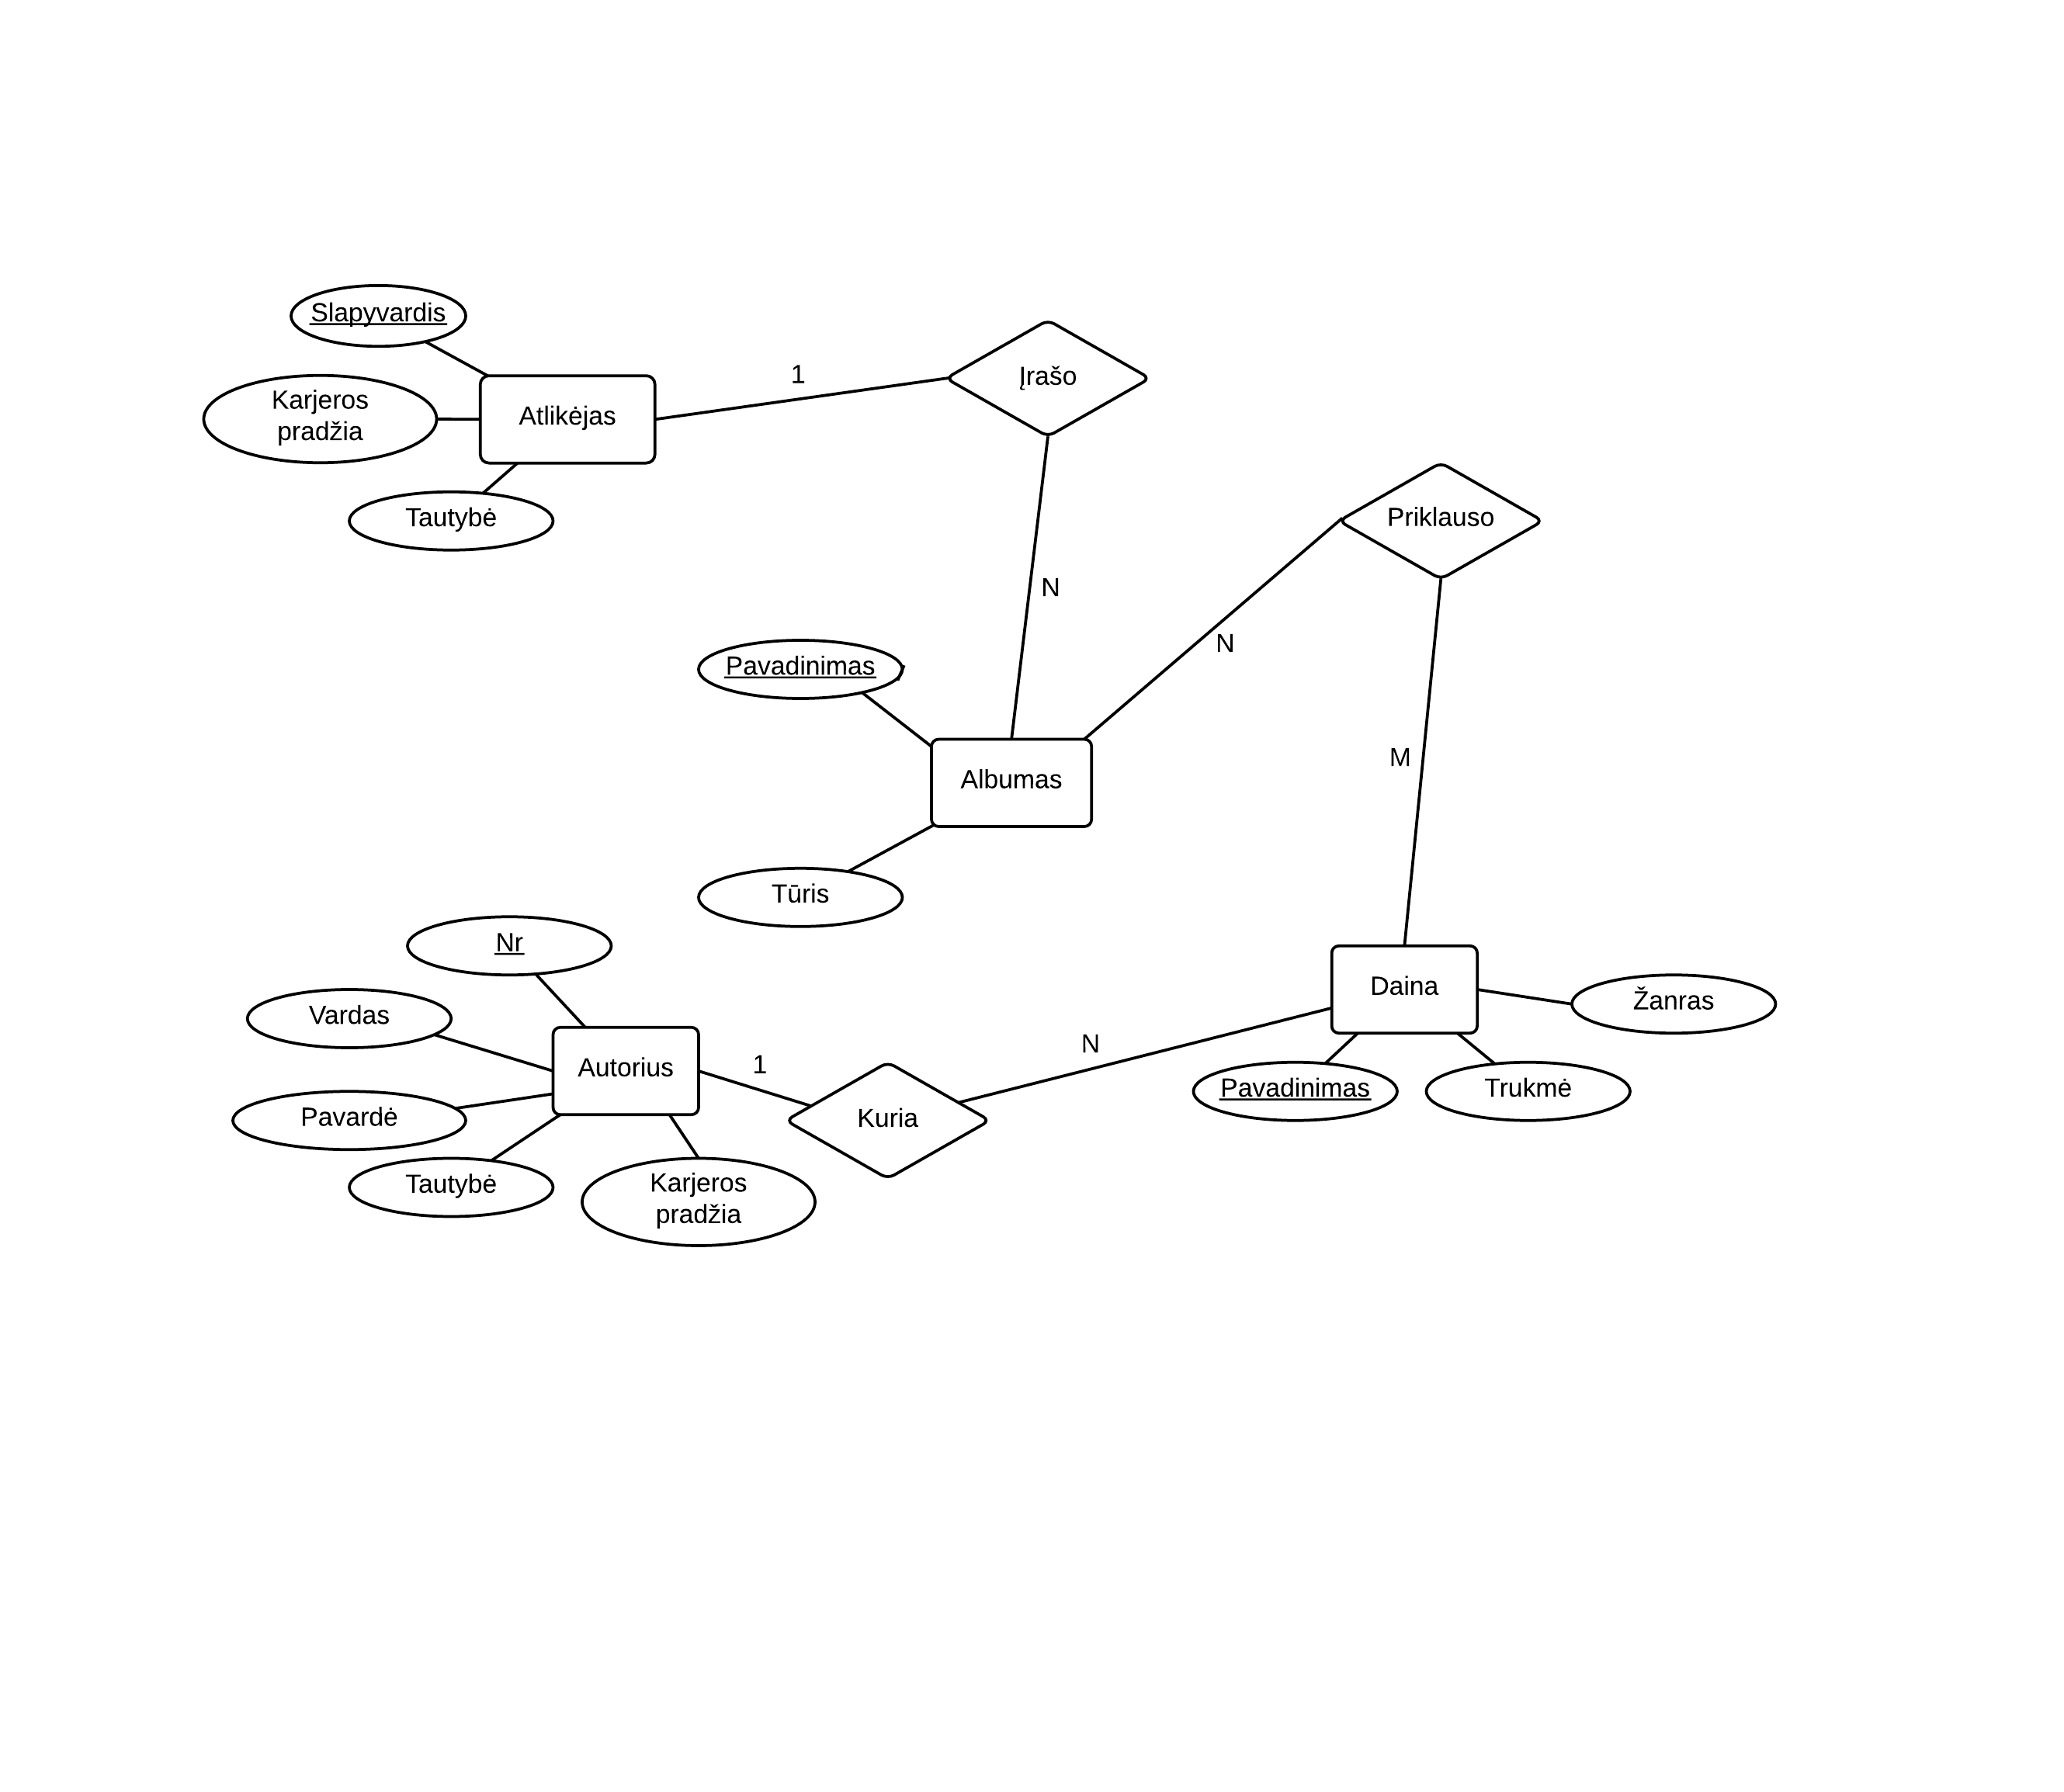 Slapyvardis
Karjeros
pradžia
Atlikėjas
Tautybė
1
Įrašo
N
Priklauso
N
M
Pavadinimas
Albumas
Tūris
Nr
Vardas
Autorius
Pavardė
Tautybė
Karjeros
pradžia
1
Kuria
N
Daina
Žanras
Pavadinimas
Trukmė